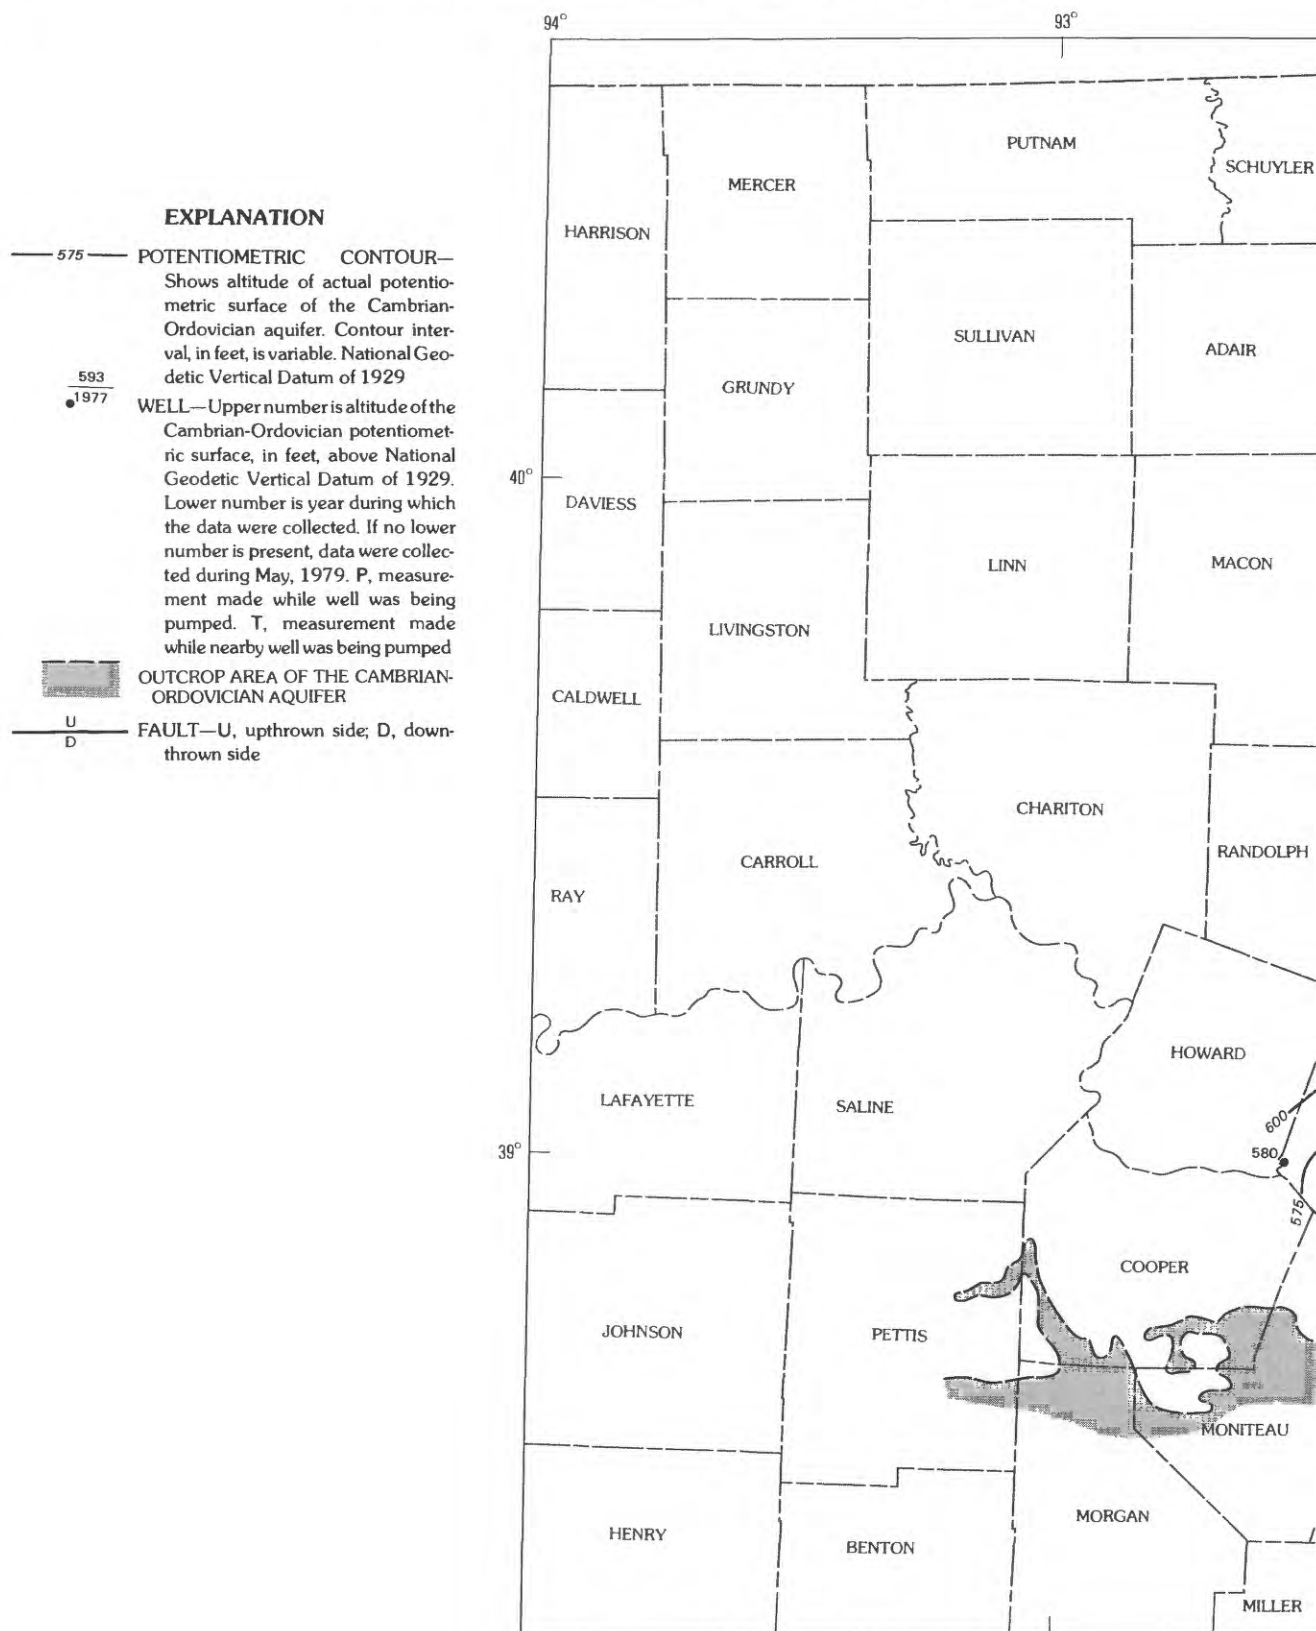 94°
93°
EXPLANATION
575
POTENTIOMETRIC CONTOUR—
Shows altitude of actual potentio-
metric surface of the Cambrian-
Ordovician aquifer. Contour inter-
val, in feet, is variable. National Geo-
detic Vertical Datum of 1929
593
1977
WELL—Upper number is altitude of the
Cambrian-Ordovician potentiomet-
ric surface, in feet, above National
Geodetic Vertical Datum of 1929.
Lower number is year during which
the data were collected. If no lower
number is present, data were collec-
ted during May, 1979. P, measure-
ment made while well was being
pumped. T, measurement made
while nearby well was being pumped
OUTCROP AREA OF THE CAMBRIAN-
ORDOVICIAN AQUIFER
U
D
FAULT—U, upthrown side; D, down-
thrown side
PUTNAM
SCHUYLER
MERCER
HARRISON
SULLIVAN
ADAIR
GRUNDY
40°
DAVIESS
LINN
MACON
LIVINGSTON
CALDWELL
CHARITON
RANDOLPH
CARROLL
RAY
HOWARD
LAFAYETTE
SALINE
600
39°
580
575
COOPER
JOHNSON
PETTIS
MONITEAU
MORGAN
HENRY
BENTON
MILLER